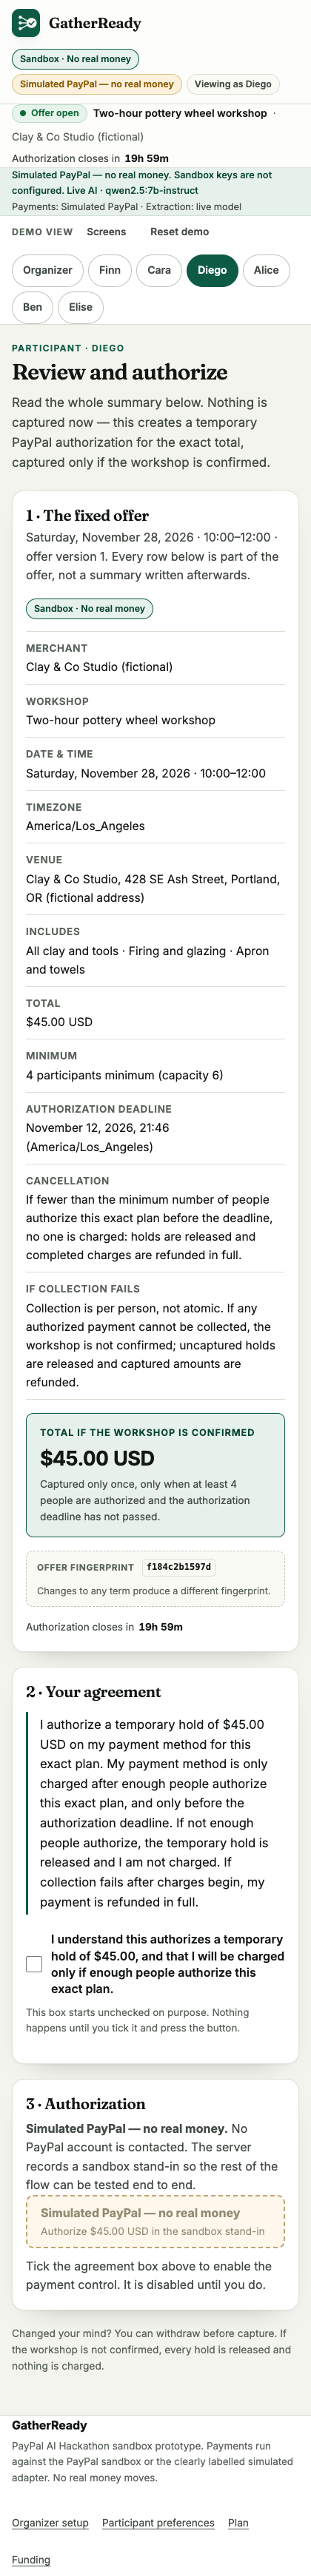 GatherReady
Sandbox · No real money
Simulated PayPal — no real money
Viewing as Diego
Offer open
Two-hour pottery wheel workshop ·
Clay & Co Studio (fictional)
Authorization closes in 19h 59m
Simulated PayPal — no real money. Sandbox keys are not
configured. Live AI · qwen2.5:7b-instruct
Payments: Simulated PayPal · Extraction: live model
DEMO VIEW Screens Reset demo
Organizer Finn Cara Diego Alice
Ben Elise
PARTICIPANT · DIEGO
Review and authorize
Read the whole summary below. Nothing is
captured now — this creates a temporary
PayPal authorization for the exact total,
captured only if the workshop is confirmed.
1 · The fixed offer
Saturday, November 28, 2026 · 10:00–12:00 ·
offer version 1. Every row below is part of the
offer, not a summary written afterwards.
Sandbox · No real money
MERCHANT
Clay & Co Studio (fictional)
WORKSHOP
Two-hour pottery wheel workshop
DATE & TIME
Saturday, November 28, 2026 · 10:00–12:00
TIMEZONE
America/Los_Angeles
VENUE
Clay & Co Studio, 428 SE Ash Street, Portland,
OR (fictional address)
INCLUDES
All clay and tools · Firing and glazing · Apron
and towels
TOTAL
$45.00 USD
MINIMUM
4 participants minimum (capacity 6)
AUTHORIZATION DEADLINE
November 12, 2026, 21:46
(America/Los_Angeles)
CANCELLATION
If fewer than the minimum number of people
authorize this exact plan before the deadline,
no one is charged: holds are released and
completed charges are refunded in full.
IF COLLECTION FAILS
Collection is per person, not atomic. If any
authorized payment cannot be collected, the
workshop is not confirmed; uncaptured holds
are released and captured amounts are
refunded.
TOTAL IF THE WORKSHOP IS CONFIRMED
$45.00 USD
Captured only once, only when at least 4
people are authorized and the authorization
deadline has not passed.
OFFER FINGERPRINT f184c2b1597d
Changes to any term produce a different fingerprint.
Authorization closes in 19h 59m
2 · Your agreement
I authorize a temporary hold of $45.00
USD on my payment method for this
exact plan. My payment method is only
charged after enough people authorize
this exact plan, and only before the
authorization deadline. If not enough
people authorize, the temporary hold is
released and I am not charged. If
collection fails after charges begin, my
payment is refunded in full.
I understand this authorizes a temporary
hold of $45.00, and that I will be charged
only if enough people authorize this
exact plan.
This box starts unchecked on purpose. Nothing
happens until you tick it and press the button.
3 · Authorization
Simulated PayPal — no real money. No
PayPal account is contacted. The server
records a sandbox stand-in so the rest of the
flow can be tested end to end.
Simulated PayPal — no real money
Authorize $45.00 USD in the sandbox stand-in
Tick the agreement box above to enable the
payment control. It is disabled until you do.
Changed your mind? You can withdraw before capture. If
the workshop is not confirmed, every hold is released and
nothing is charged.
GatherReady
PayPal AI Hackathon sandbox prototype. Payments run
against the PayPal sandbox or the clearly labelled simulated
adapter. No real money moves.
Organizer setup Participant preferences Plan
Funding